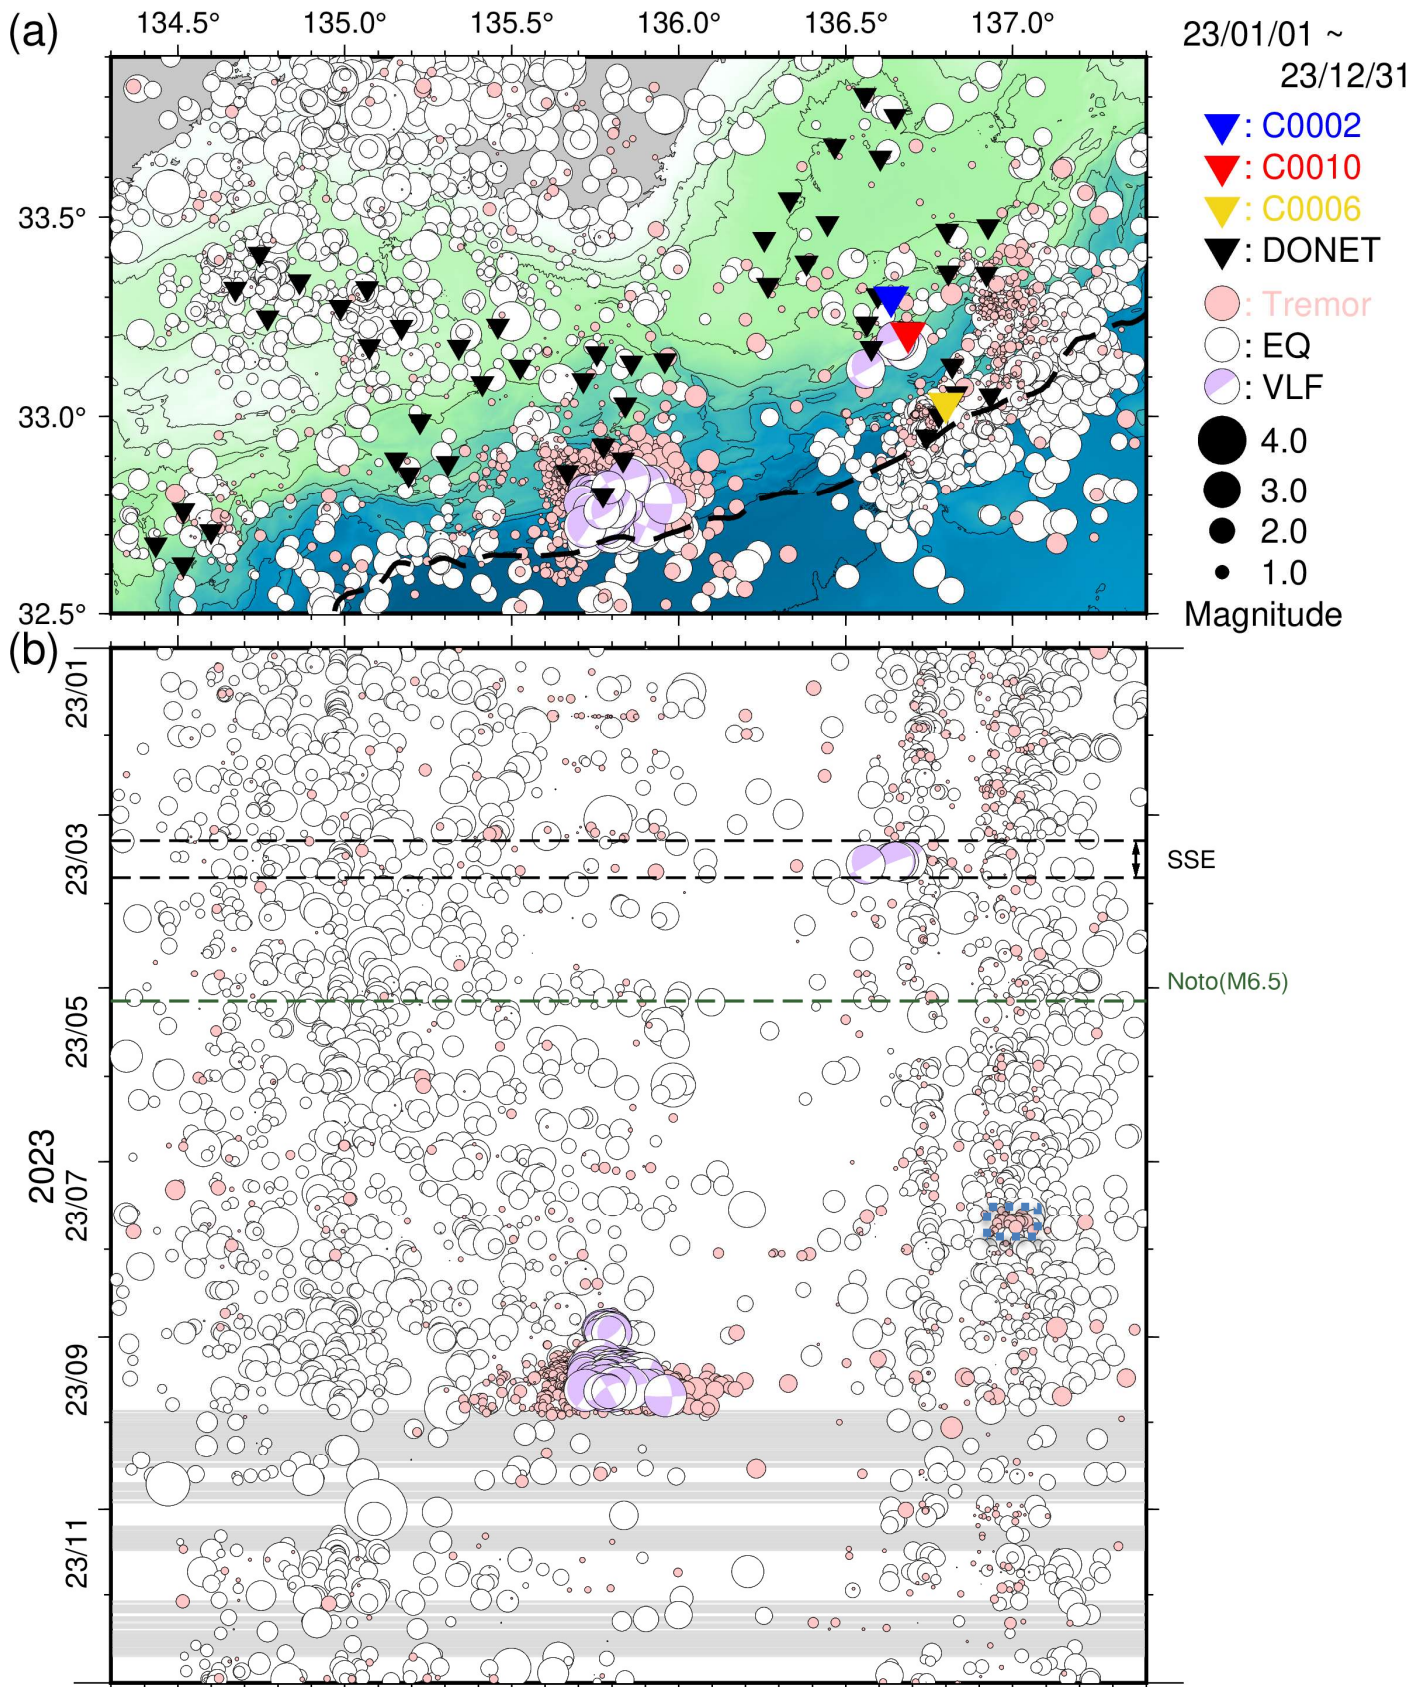 (a)
134.5° 135.0° 135.5° 136.0° 136.5° 137.0°
33.5°
33.0°
32.5°
23/01/01 ~
23/12/31
: C0002
: C0010
: C0006
: DONET
: Tremor
: EQ
: VLF
4.0
3.0
2.0
1.0
Magnitude
(b)
23/01
23/03
23/05
23/07
23/09
23/11
2023
SSE
Noto(M6.5)